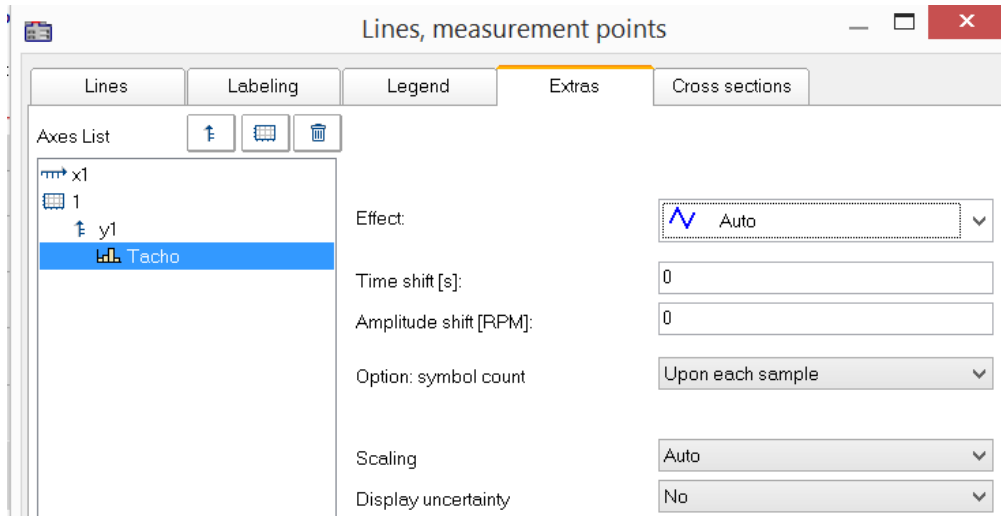 Lines, measurement points
Lines
Labeling
Legend
Extras
Cross sections
Axes List
x1
1
y1
Tacho
Effect:
Auto
Time shift [s]:
0
Amplitude shift [RPM]:
0
Option: symbol count
Upon each sample
Scaling
Auto
Display uncertainty
No